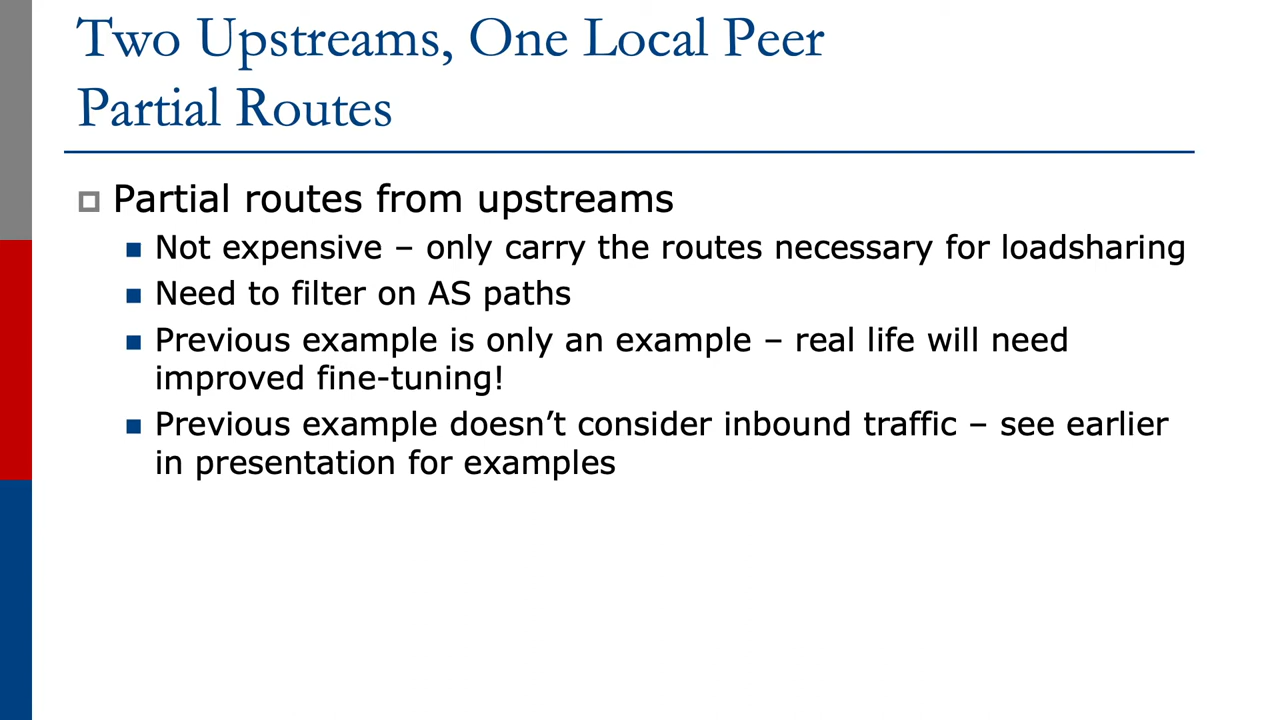 Two Upstreams, One Local Peer
Partial Routes
Partial routes from upstreams
Not expensive – only carry the routes necessary for loadsharing
Need to filter on AS paths
Previous example is only an example – real life will need
improved fine-tuning!
Previous example doesn’t consider inbound traffic – see earlier
in presentation for examples